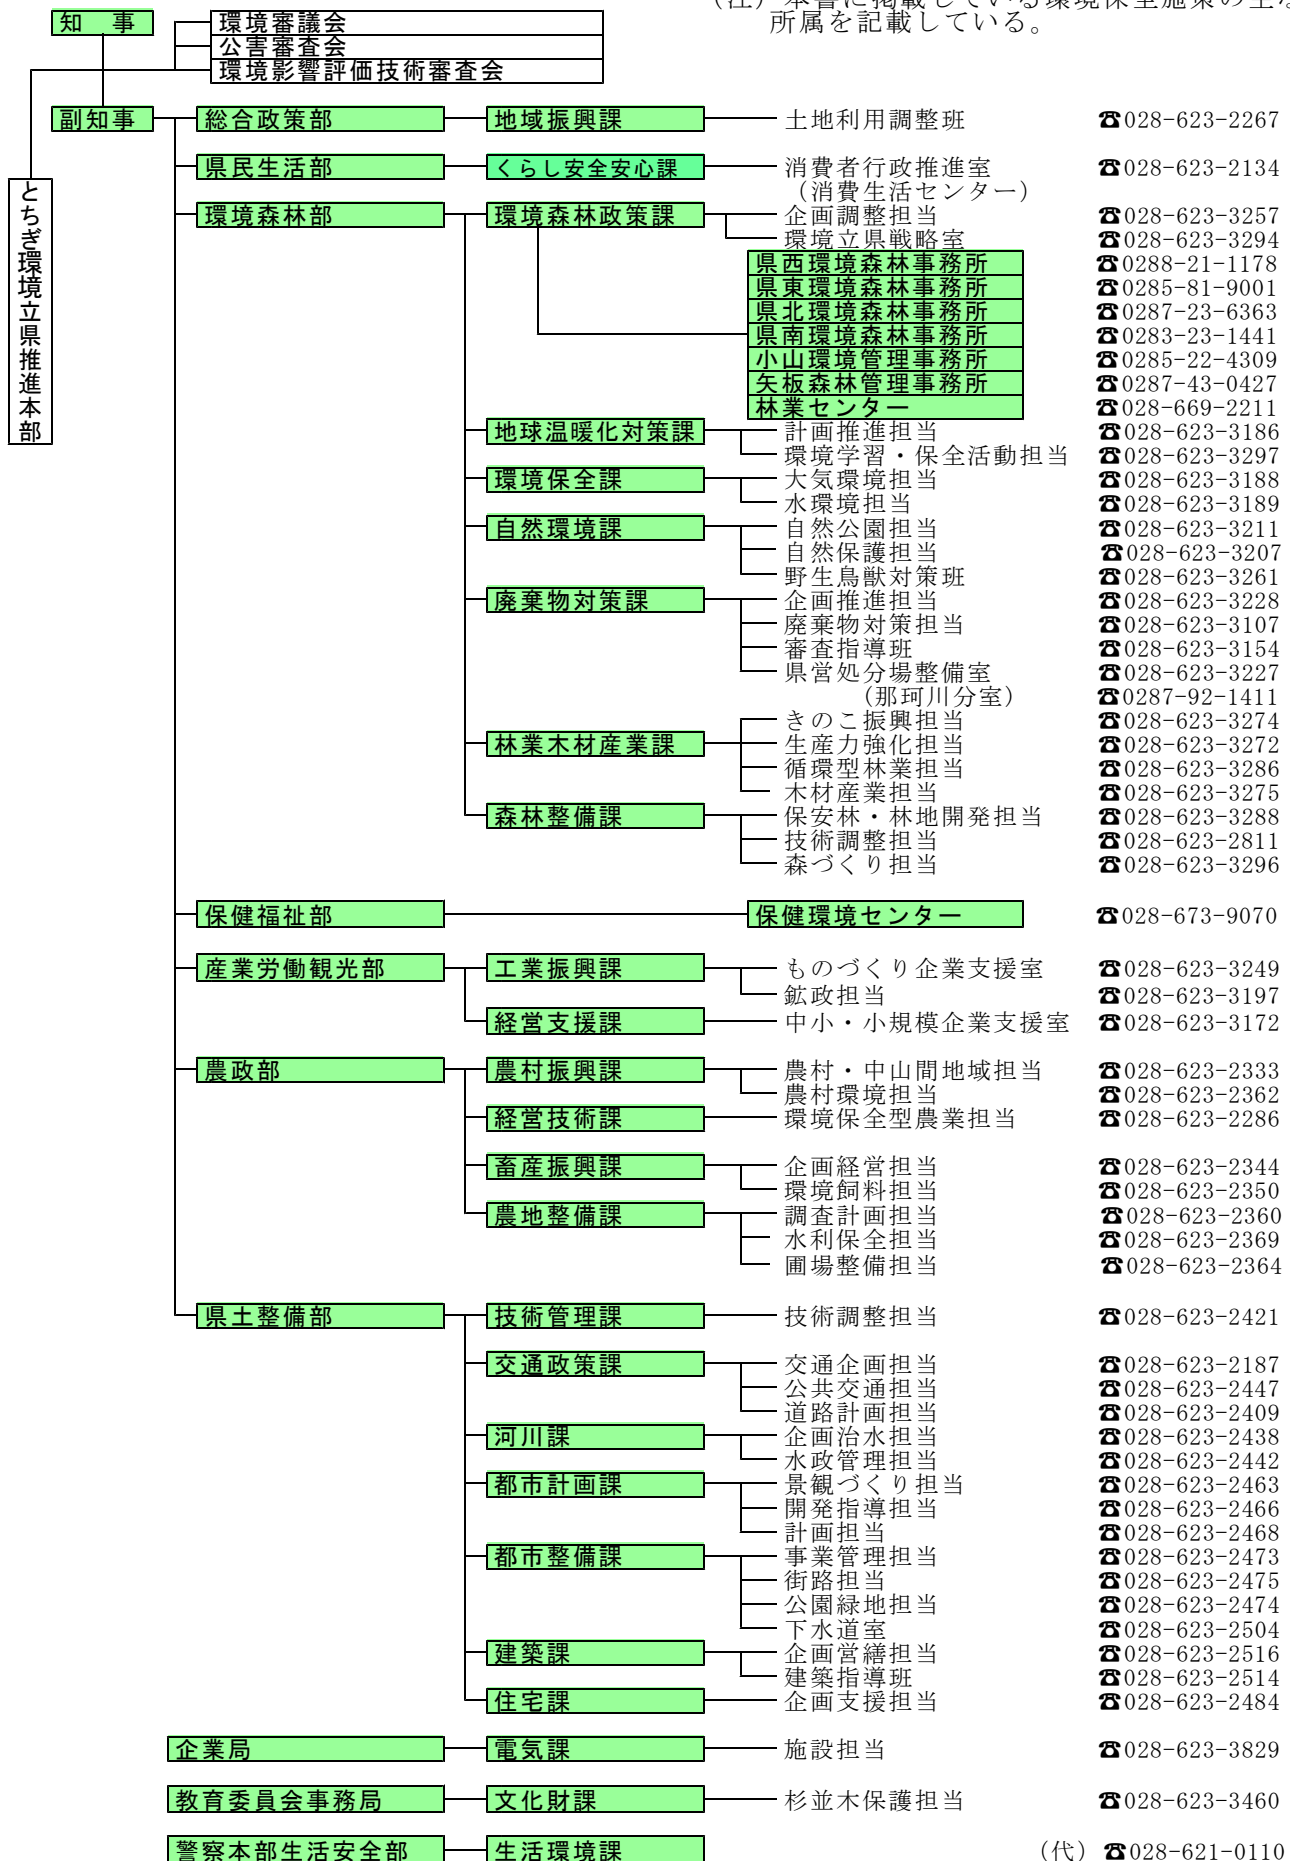 (注) 本書に掲載している環境保全施策の主な
所属を記載している。
知　事
環境審議会
公害審査会
環境影響評価技術審査会
とちぎ環境立県推進本部
副知事 総合政策部 地域振興課 土地利用調整班 ☎028-623-2267
県民生活部 くらし安全安心課 消費者行政推進室 ☎028-623-2134
(消費生活センター)
環境森林部 環境森林政策課 企画調整担当 ☎028-623-3257
環境立県戦略室 ☎028-623-3294
県西環境森林事務所 ☎0288-21-1178
県東環境森林事務所 ☎0285-81-9001
県北環境森林事務所 ☎0287-23-6363
県南環境森林事務所 ☎0283-23-1441
小山環境管理事務所 ☎0285-22-4309
矢板森林管理事務所 ☎0287-43-0427
林業センター ☎028-669-2211
地球温暖化対策課 計画推進担当 ☎028-623-3186
環境学習・保全活動担当 ☎028-623-3297
環境保全課 大気環境担当 ☎028-623-3188
水環境担当 ☎028-623-3189
自然環境課 自然公園担当 ☎028-623-3211
自然保護担当 ☎028-623-3207
野生鳥獣対策班 ☎028-623-3261
廃棄物対策課 企画推進担当 ☎028-623-3228
廃棄物対策担当 ☎028-623-3107
審査指導班 ☎028-623-3154
県営処分場整備室 ☎028-623-3227
(那珂川分室) ☎0287-92-1411
きのこ振興担当 ☎028-623-3274
林業木材産業課 生産力強化担当 ☎028-623-3272
循環型林業担当 ☎028-623-3286
木材産業担当 ☎028-623-3275
森林整備課 保安林・林地開発担当 ☎028-623-3288
技術調整担当 ☎028-623-2811
森づくり担当 ☎028-623-3296
保健福祉部 保健環境センター ☎028-673-9070
産業労働観光部 工業振興課 ものづくり企業支援室 ☎028-623-3249
鉱政担当 ☎028-623-3197
経営支援課 中小・小規模企業支援室 ☎028-623-3172
農政部 農村振興課 農村・中山間地域担当 ☎028-623-2333
農村環境担当 ☎028-623-2362
経営技術課 環境保全型農業担当 ☎028-623-2286
畜産振興課 企画経営担当 ☎028-623-2344
環境飼料担当 ☎028-623-2350
農地整備課 調査計画担当 ☎028-623-2360
水利保全担当 ☎028-623-2369
圃場整備担当 ☎028-623-2364
県土整備部 技術管理課 技術調整担当 ☎028-623-2421
交通政策課 交通企画担当 ☎028-623-2187
公共交通担当 ☎028-623-2447
道路計画担当 ☎028-623-2409
河川課 企画治水担当 ☎028-623-2438
水政管理担当 ☎028-623-2442
都市計画課 景観づくり担当 ☎028-623-2463
開発指導担当 ☎028-623-2466
計画担当 ☎028-623-2468
都市整備課 事業管理担当 ☎028-623-2473
街路担当 ☎028-623-2475
公園緑地担当 ☎028-623-2474
下水道室 ☎028-623-2504
建築課 企画営繕担当 ☎028-623-2516
建築指導班 ☎028-623-2514
住宅課 企画支援担当 ☎028-623-2484
企業局 電気課 施設担当 ☎028-623-3829
教育委員会事務局 文化財課 杉並木保護担当 ☎028-623-3460
警察本部生活安全部 生活環境課 (代) ☎028-621-0110